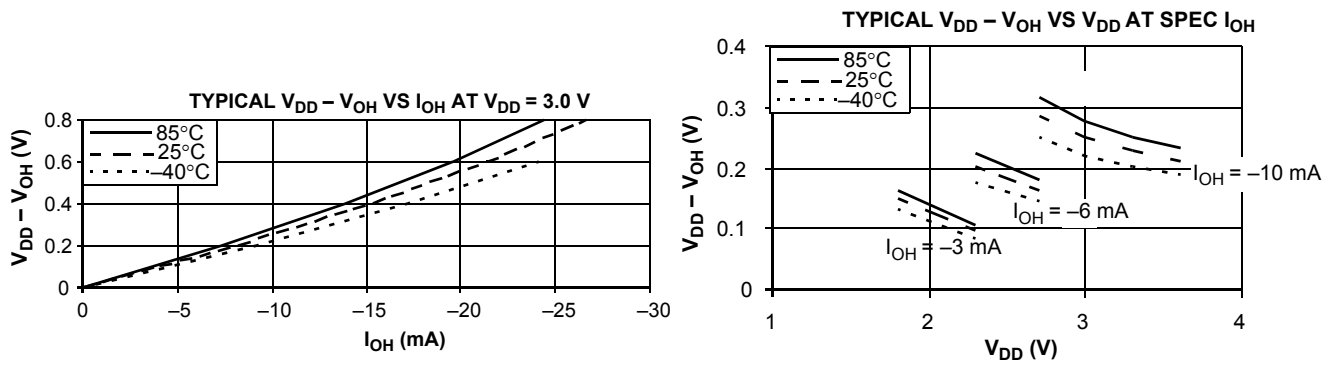 TYPICAL VDD – VOH VS IOH AT VDD = 3.0 V
85°C
25°C
–40°C
VDD – VOH (V)
0.8
0.6
0.4
0.2
0
0
–5
–10
–15
–20
–25
–30
IOH (mA)
TYPICAL VDD – VOH VS VDD AT SPEC IOH
85°C
25°C
–40°C
VDD – VOH (V)
0.4
0.3
0.2
0.1
0
IOH = –10 mA
IOH = –6 mA
IOH = –3 mA
1
2
3
4
VDD (V)